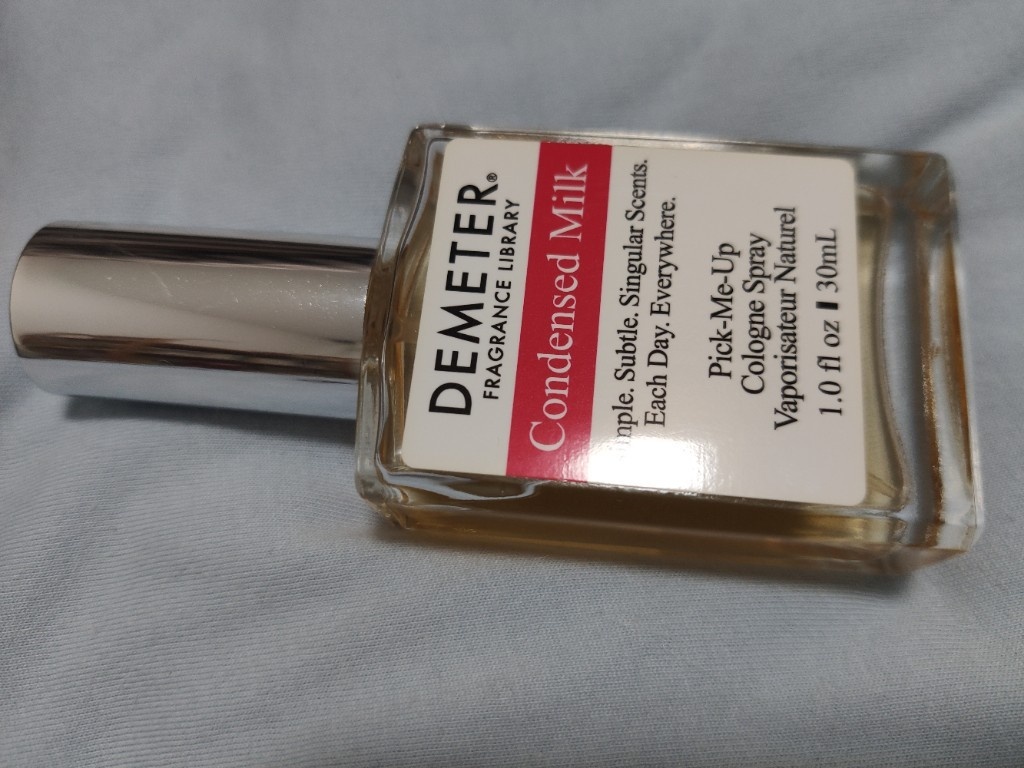 DEMETER®
FRAGRANCE LIBRARY
Condensed Milk
Subtle. Singular Scents.
Each Day. Everywhere.
Pick-Me-Up
Cologne Spray
Vaporisateur Naturel
1.0 fl oz | 30mL